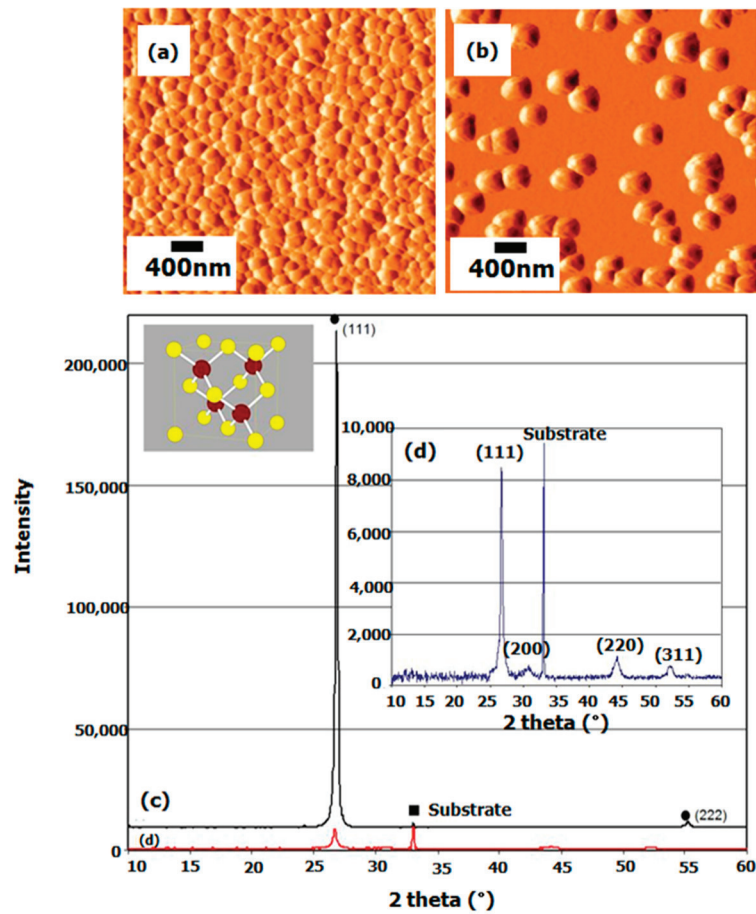 (a)
400nm
(b)
400nm
Intensity
200,000
150,000
100,000
50,000
0
(111)
(c)
(d)
Substrate
(222)
10 15 20 25 30 35 40 45 50 55 60
2 theta (°)
(d)
10,000
8,000
6,000
4,000
2,000
0
(111)
Substrate
(200)
(220)
(311)
10 15 20 25 30 35 40 45 50 55 60
2 theta (°)